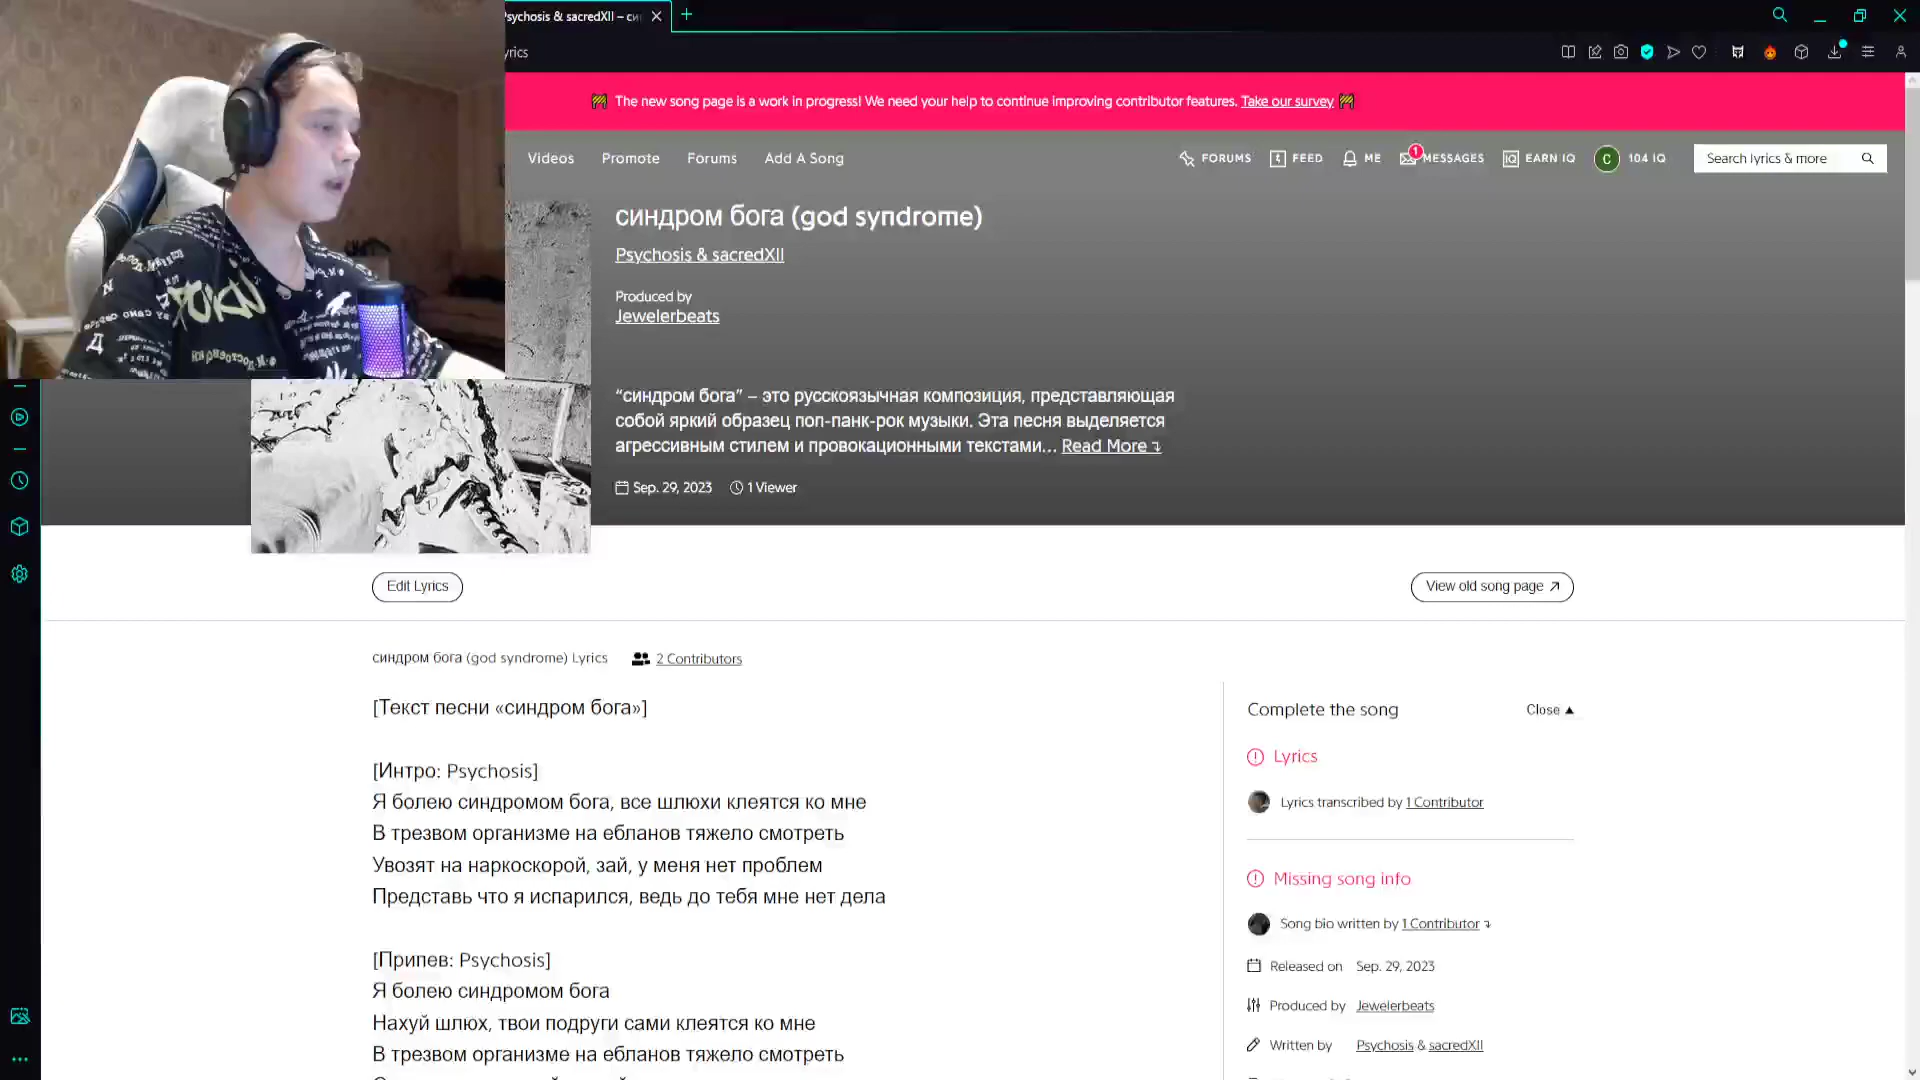 Psychosis & sacredXII – си
yrics
The new song page is a work in progress! We need your help to continue improving contributor features. Take our survey
Videos
Promote
Forums
Add A Song
FORUMS
FEED
ME
1
MESSAGES
IQ
EARN IQ
C
104 IQ
Search lyrics & more
синдром бога (god syndrome)
Psychosis & sacredXII
Produced by
Jewelerbeats
“синдром бога” – это русскоязычная композиция, представляющая
собой яркий образец поп-панк-рок музыки. Эта песня выделяется
агрессивным стилем и провокационными текстами... Read More
Sep. 29, 2023
1 Viewer
Edit Lyrics
View old song page
синдром бога (god syndrome) Lyrics
2 Contributors
[Текст песни «синдром бога»]
[Интро: Psychosis]
Я болею синдромом бога, все шлюхи клеятся ко мне
В трезвом организме на ебланов тяжело смотреть
Увозят на наркоскорой, зай, у меня нет проблем
Представь что я испарился, ведь до тебя мне нет дела
[Припев: Psychosis]
Я болею синдромом бога
Нахуй шлюх, твои подруги сами клеятся ко мне
В трезвом организме на ебланов тяжело смотреть
Complete the song
Close
Lyrics
Lyrics transcribed by 1 Contributor
Missing song info
Song bio written by 1 Contributor
Released on Sep. 29, 2023
Produced by Jewelerbeats
Written by Psychosis & sacredXII